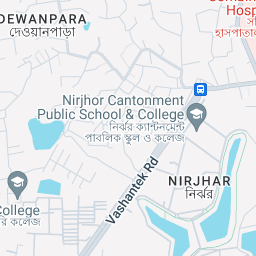 DEWANPARA
দেওয়ানপাড়া
Hosp
হাসপাতাল
Nirjhor Cantonment
Public School & College
নির্ঝর ক্যান্টনমেন্ট
পাবলিক স্কুল ও কলেজ
Vashantek Rd
NIRJHAR
নির্ঝর
College
কলেজ